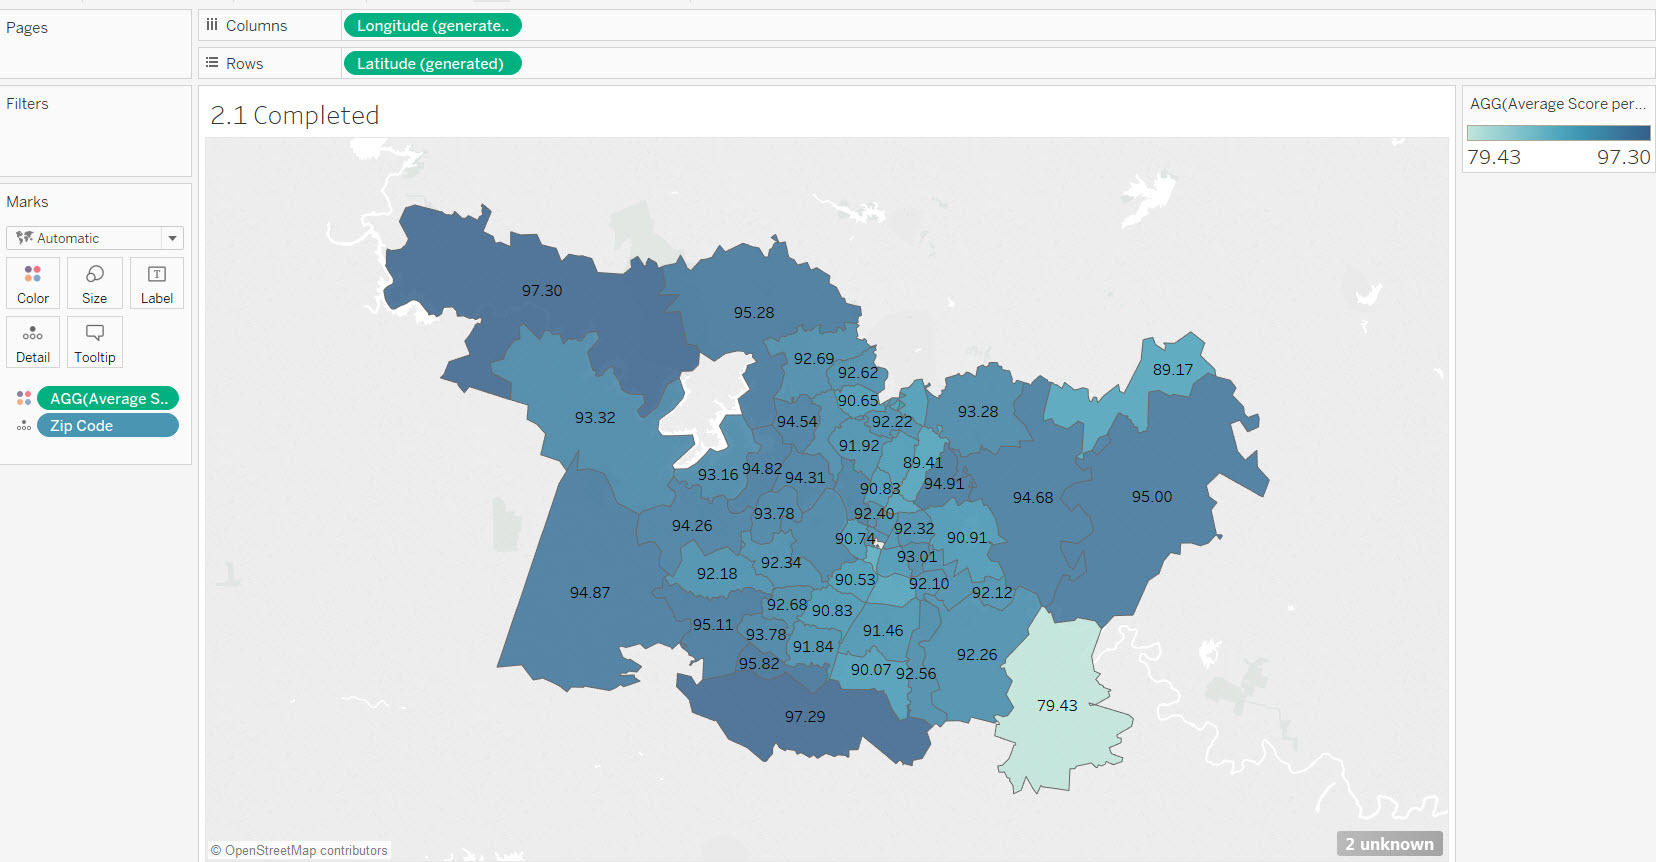 Pages
Columns
Longitude (generate..
Rows
Latitude (generated)
Filters
2.1 Completed
AGG(Average Score per...
79.43 97.30
Marks
Automatic
Color Size Label
Detail Tooltip
AGG(Average S..
Zip Code
97.30
95.28
92.69
92.62
89.17
90.65
93.28
93.32
94.54
92.22
91.92
89.41
93.16
94.82
94.31
90.83
94.91
94.68
95.00
94.26
93.78
92.40
92.32
90.74
90.91
93.01
92.34
92.18
90.53
92.10
92.12
94.87
92.68
90.83
95.11
93.78
91.46
91.84
92.26
95.82
90.07
92.56
79.43
97.29
2 unknown
© OpenStreetMap contributors